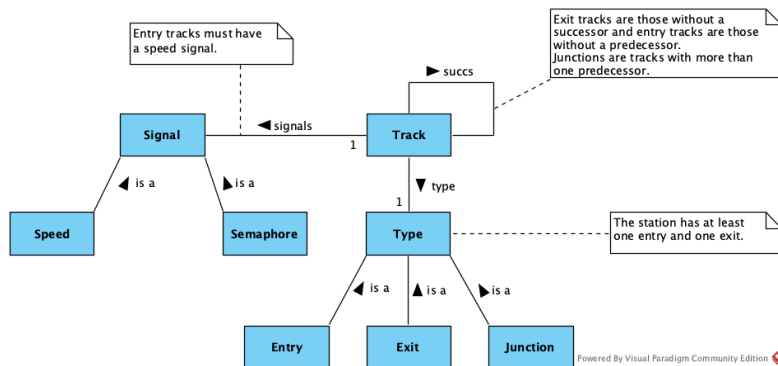 Entry tracks must have
a speed signal.
Exit tracks are those without a
successor and entry tracks are those
without a predecessor.
Junctions are tracks with more than
one predecessor.
succs
Signal
signals
1
Track
is a
is a
type
1
Speed
Semaphore
Type
The station has at least
one entry and one exit.
is a
is a
is a
Entry
Exit
Junction
Powered By Visual Paradigm Community Edition